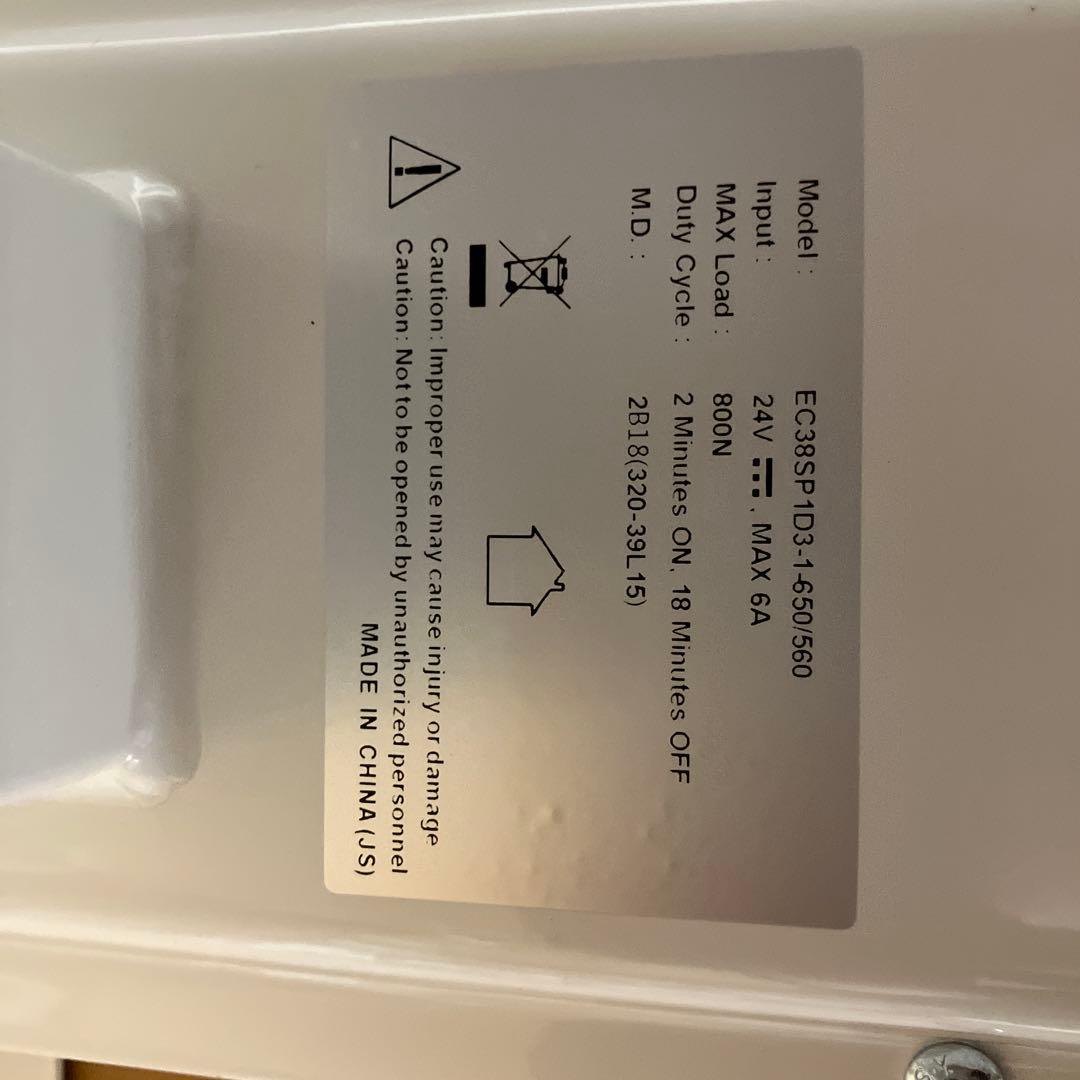 Model : EC38SP1D3-1-650/560
Input : 24V ⎓, MAX 6A
MAX Load : 800N
Duty Cycle : 2 Minutes ON, 18 Minutes OFF
M.D. : 2B18(320-39L15)
Caution: Improper use may cause injury or damage
Caution: Not to be opened by unauthorized personnel
MADE IN CHINA(JS)